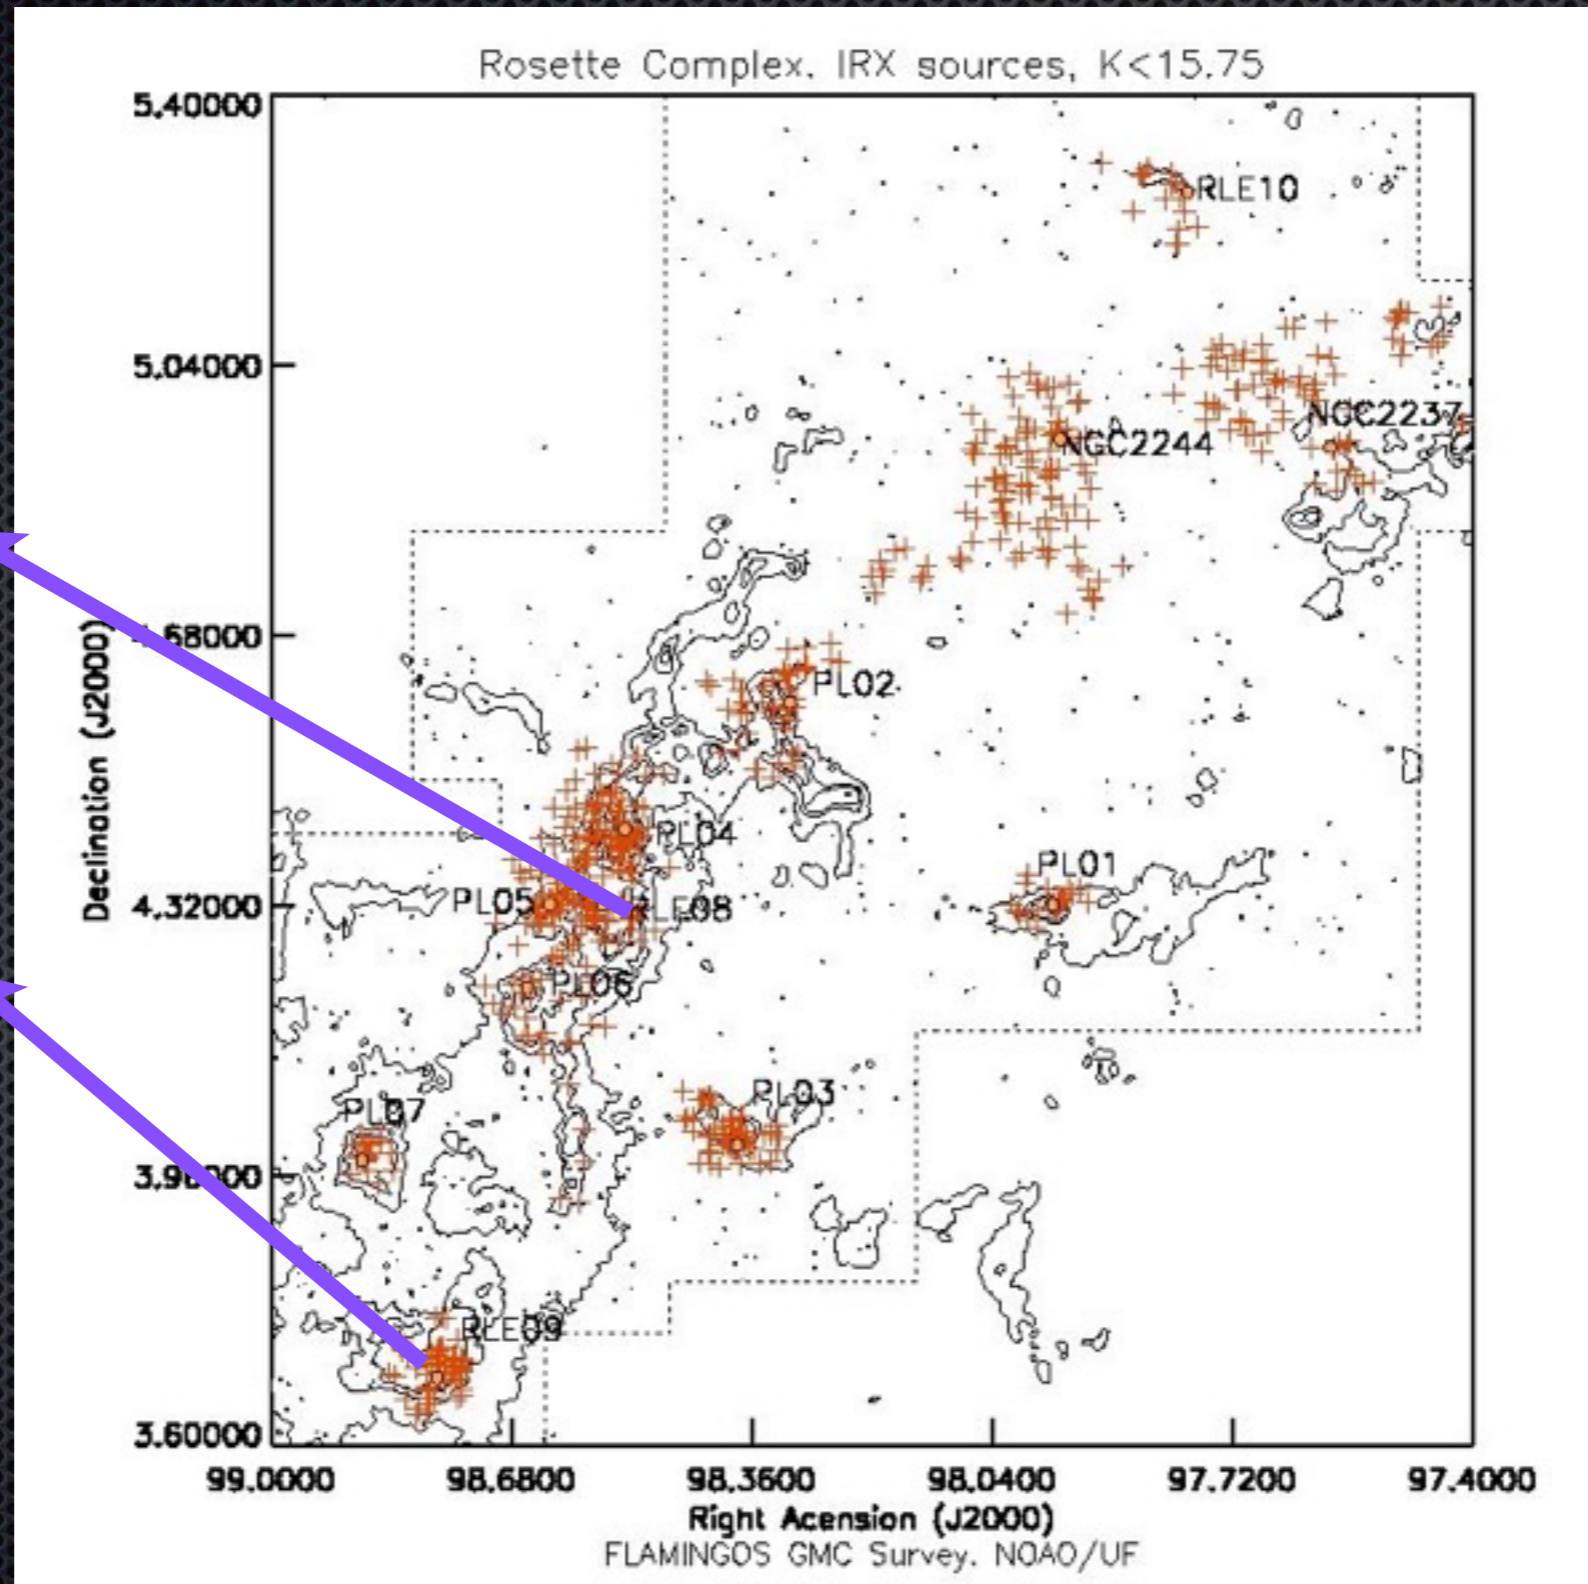 Rosette Complex. IRX sources, K<15.75
5.40000
RLE10
5.04000
NGC2237
NGC2244
PL02
Declination (J2000)
PL04
PL01
PL05
4.32000
RLE08
PL06
PL03
PL07
RLE09
3.60000
99.0000 98.6800 98.3600 98.0400 97.7200 97.4000
Right Acension (J2000)
FLAMINGOS GMC Survey. NOAO/UF